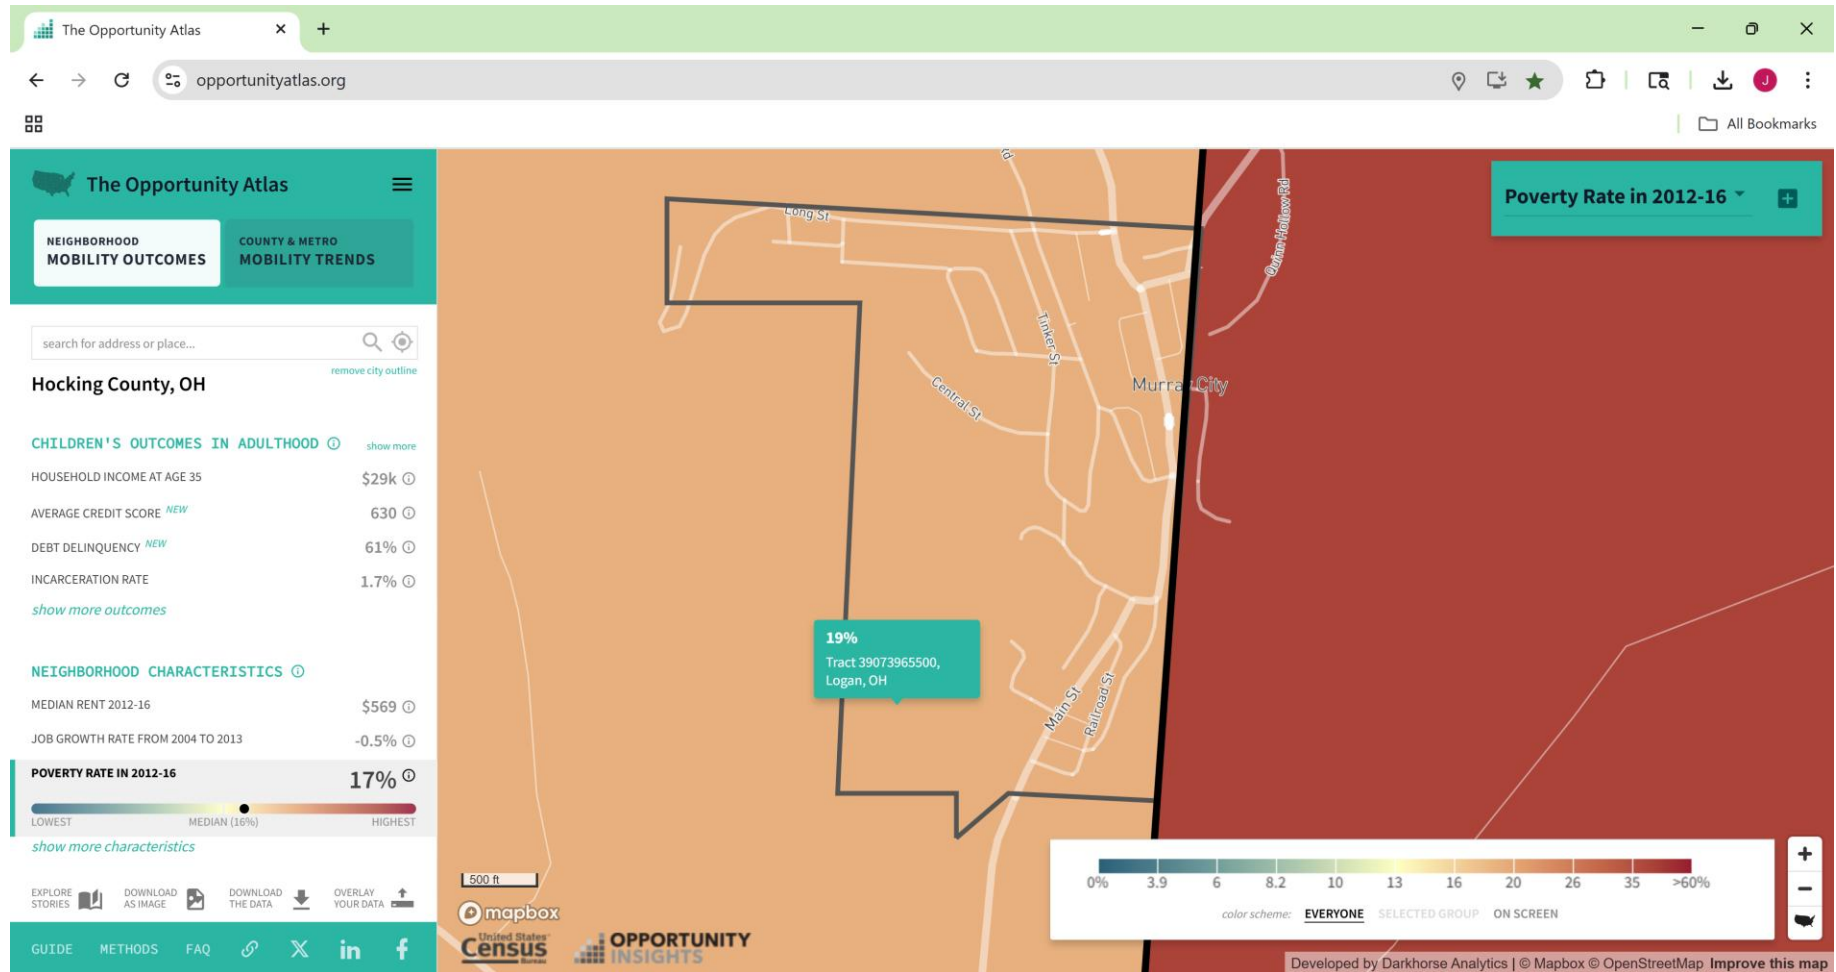 The Opportunity Atlas
opportunityatlas.org
All Bookmarks
The Opportunity Atlas
NEIGHBORHOOD
MOBILITY OUTCOMES
COUNTY & METRO
MOBILITY TRENDS
search for address or place...
remove city outline
Hocking County, OH
CHILDREN'S OUTCOMES IN ADULTHOOD
show more
HOUSEHOLD INCOME AT AGE 35 $29k
AVERAGE CREDIT SCORE NEW 630
DEBT DELINQUENCY NEW 61%
INCARCERATION RATE 1.7%
show more outcomes
NEIGHBORHOOD CHARACTERISTICS
MEDIAN RENT 2012-16 $569
JOB GROWTH RATE FROM 2004 TO 2013 -0.5%
POVERTY RATE IN 2012-16 17%
LOWEST MEDIAN (16%) HIGHEST
show more characteristics
EXPLORE
STORIES
DOWNLOAD
AS IMAGE
DOWNLOAD
THE DATA
OVERLAY
YOUR DATA
GUIDE METHODS FAQ
Poverty Rate in 2012-16
Rd
Long St
Quinn Hollow Rd
Tinker St
Central St
Murray City
19%
Tract 39073965500,
Logan, OH
Main St
Railroad St
500 ft
mapbox
United States
Census
Bureau
OPPORTUNITY
INSIGHTS
0% 3.9 6 8.2 10 13 16 20 26 35 >60%
color scheme: EVERYONE SELECTED GROUP ON SCREEN
Developed by Darkhorse Analytics | © Mapbox © OpenStreetMap Improve this map
J